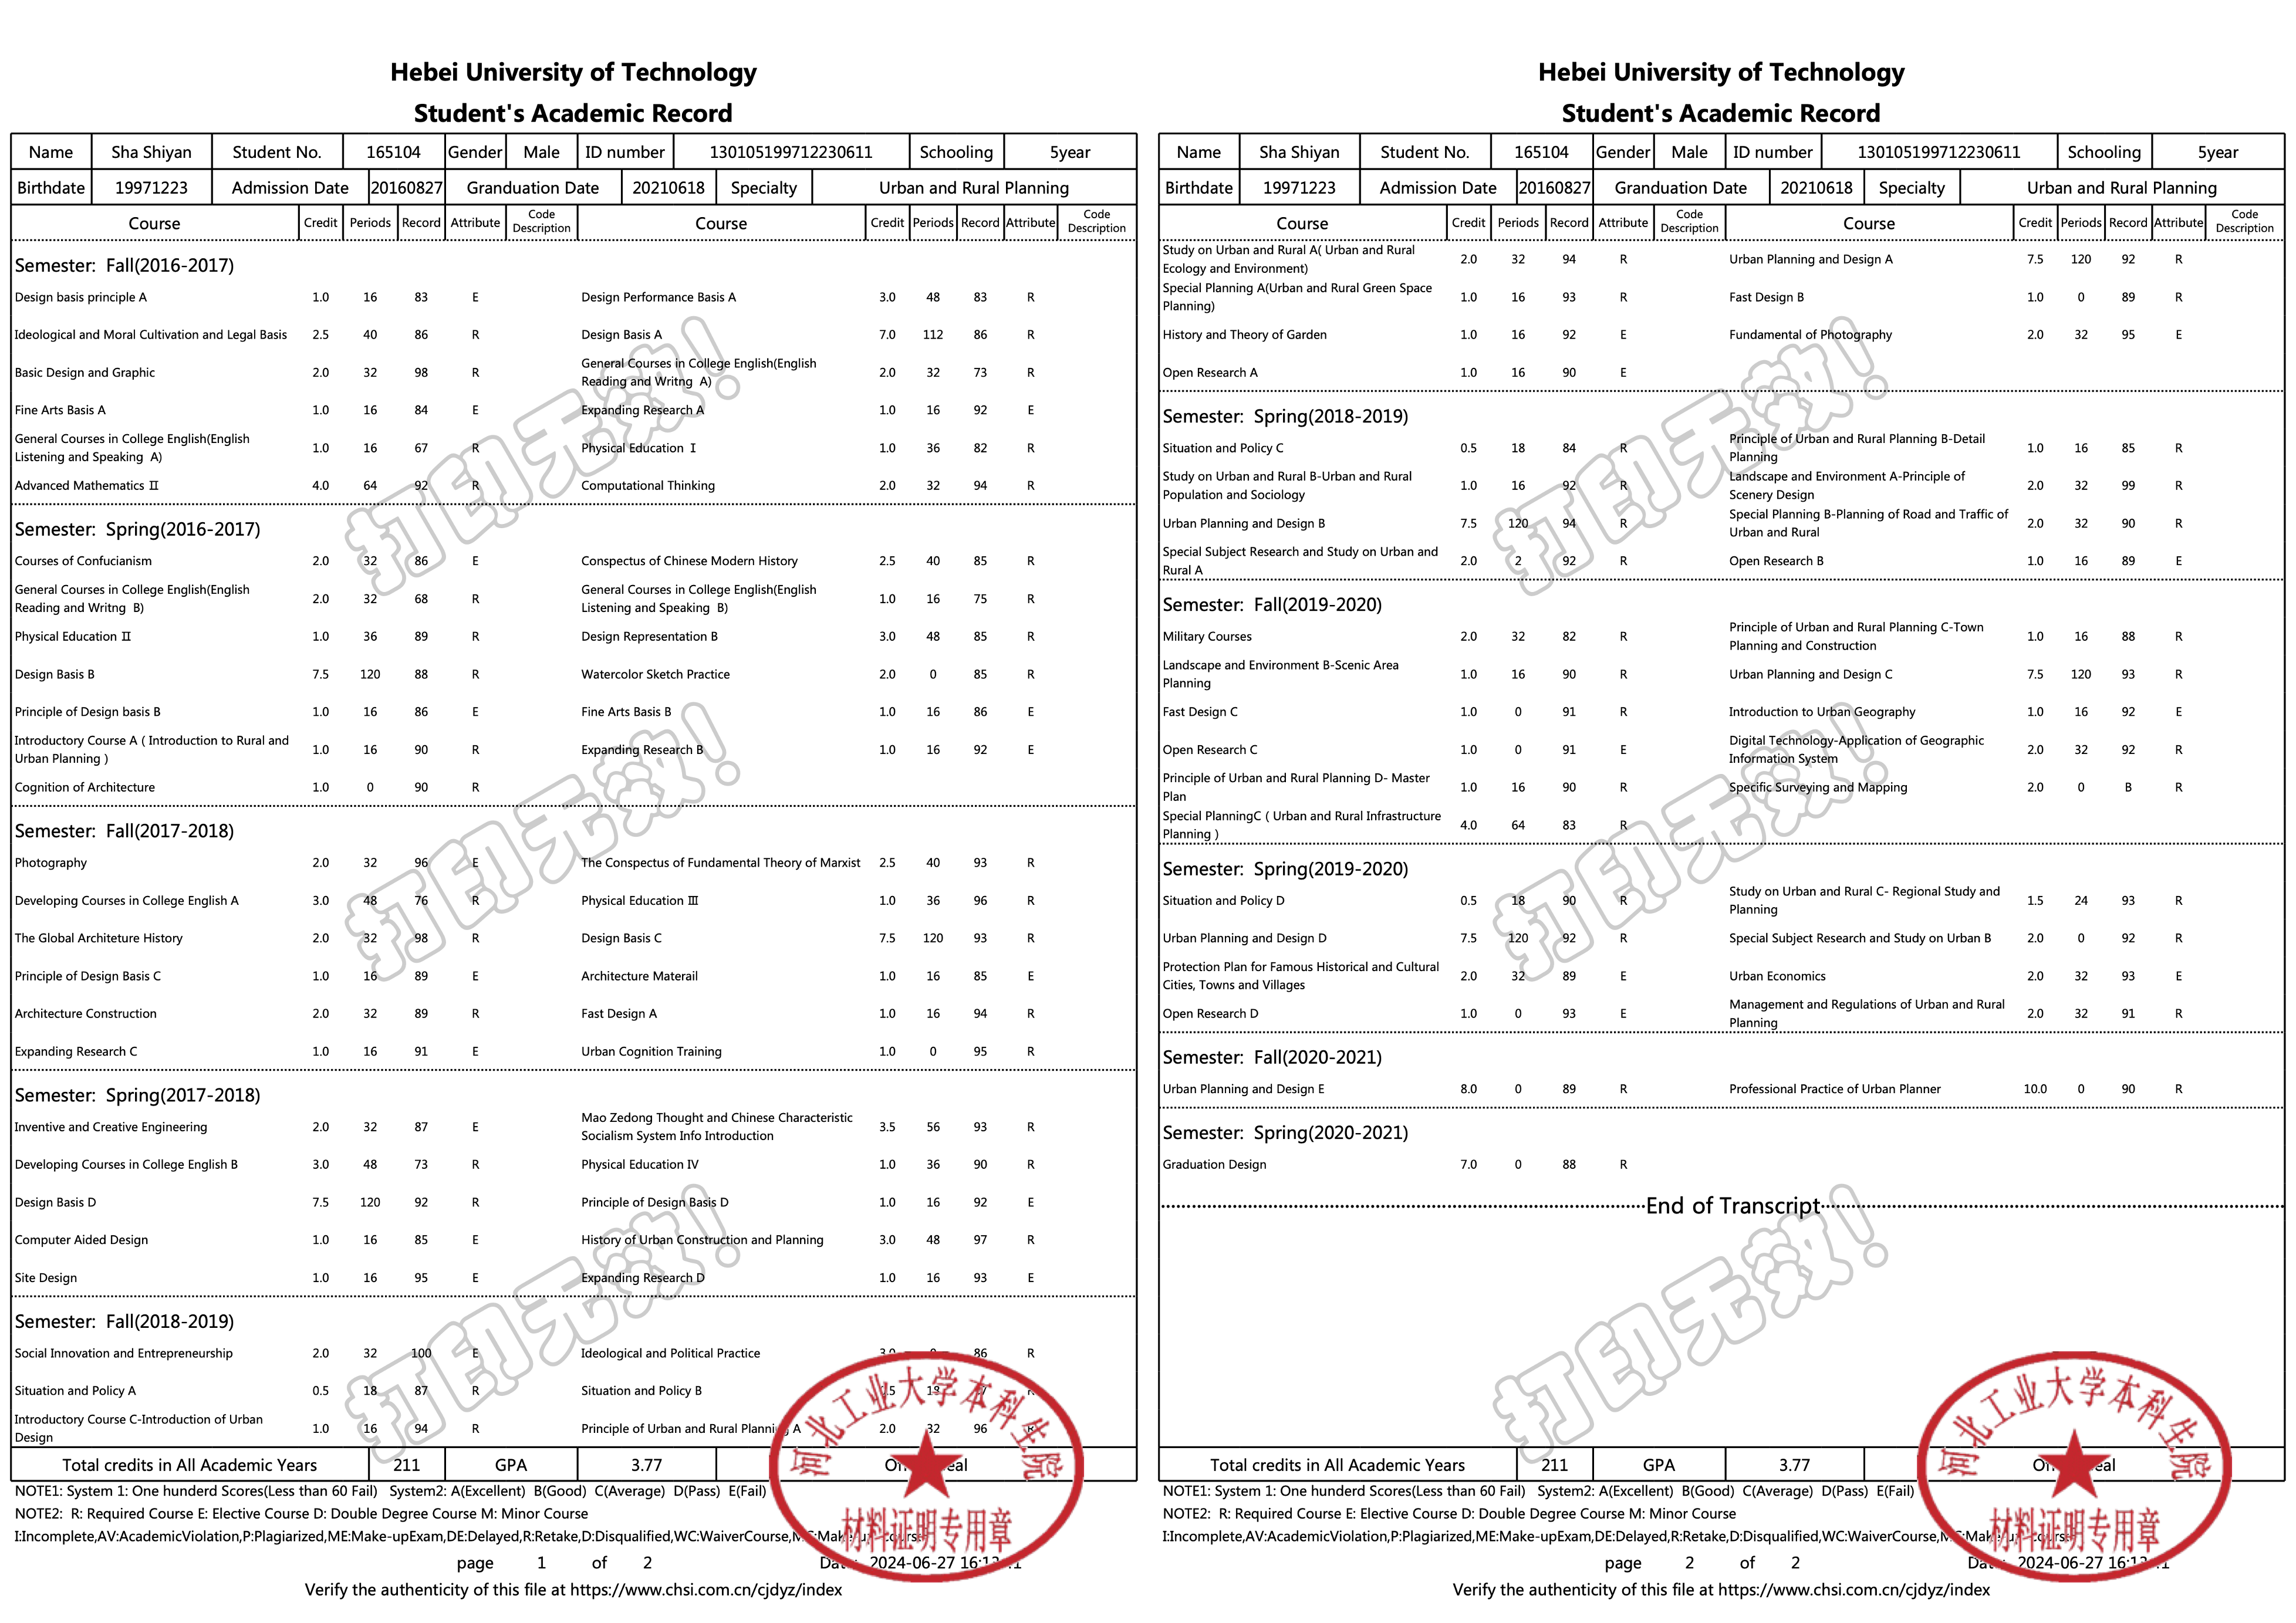 Hebei University of Technology
Student's Academic Record
Name Sha Shiyan Student No. 165104 Gender Male ID number 130105199712230611 Schooling 5year
Birthdate 19971223 Admission Date 20160827 Granduation Date 20210618 Specialty Urban and Rural Planning
Course Credit Periods Record Attribute Code Description Course Credit Periods Record Attribute Code Description
Semester: Fall(2016-2017)
Design basis principle A 1.0 16 83 E Design Performance Basis A 3.0 48 83 R
Ideological and Moral Cultivation and Legal Basis 2.5 40 86 R Design Basis A 7.0 112 86 R
Basic Design and Graphic 2.0 32 98 R General Courses in College English(English Reading and Writng A) 2.0 32 73 R
Fine Arts Basis A 1.0 16 84 E Expanding Research A 1.0 16 92 E
General Courses in College English(English Listening and Speaking A) 1.0 16 67 R Physical Education Ⅰ 1.0 36 82 R
Advanced Mathematics Ⅱ 4.0 64 92 R Computational Thinking 2.0 32 94 R
Semester: Spring(2016-2017)
Courses of Confucianism 2.0 32 86 E Conspectus of Chinese Modern History 2.5 40 85 R
General Courses in College English(English Reading and Writng B) 2.0 32 68 R General Courses in College English(English Listening and Speaking B) 1.0 16 75 R
Physical Education Ⅱ 1.0 36 89 R Design Representation B 3.0 48 85 R
Design Basis B 7.5 120 88 R Watercolor Sketch Practice 2.0 0 85 R
Principle of Design basis B 1.0 16 86 E Fine Arts Basis B 1.0 16 86 E
Introductory Course A ( Introduction to Rural and Urban Planning ) 1.0 16 90 R Expanding Research B 1.0 16 92 E
Cognition of Architecture 1.0 0 90 R
Semester: Fall(2017-2018)
Photography 2.0 32 96 E The Conspectus of Fundamental Theory of Marxist 2.5 40 93 R
Developing Courses in College English A 3.0 48 76 R Physical Education Ⅲ 1.0 36 96 R
The Global Architeture History 2.0 32 98 R Design Basis C 7.5 120 93 R
Principle of Design Basis C 1.0 16 89 E Architecture Materail 1.0 16 85 E
Architecture Construction 2.0 32 89 R Fast Design A 1.0 16 94 R
Expanding Research C 1.0 16 91 E Urban Cognition Training 1.0 0 95 R
Semester: Spring(2017-2018)
Inventive and Creative Engineering 2.0 32 87 E Mao Zedong Thought and Chinese Characteristic Socialism System Info Introduction 3.5 56 93 R
Developing Courses in College English B 3.0 48 73 R Physical Education IV 1.0 36 90 R
Design Basis D 7.5 120 92 R Principle of Design Basis D 1.0 16 92 E
Computer Aided Design 1.0 16 85 E History of Urban Construction and Planning 3.0 48 97 R
Site Design 1.0 16 95 E Expanding Research D 1.0 16 93 E
Semester: Fall(2018-2019)
Social Innovation and Entrepreneurship 2.0 32 100 E Ideological and Political Practice 86 R
Situation and Policy A 0.5 18 87 R Situation and Policy B
Introductory Course C-Introduction of Urban Design 1.0 16 94 R Principle of Urban and Rural Planning A 2.0 32 96 R
Total credits in All Academic Years 211 GPA 3.77
NOTE1: System 1: One hunderd Scores(Less than 60 Fail) System2: A(Excellent) B(Good) C(Average) D(Pass) E(Fail)
NOTE2: R: Required Course E: Elective Course D: Double Degree Course M: Minor Course
I:Incomplete,AV:AcademicViolation,P:Plagiarized,ME:Make-upExam,DE:Delayed,R:Retake,D:Disqualified,WC:WaiverCourse,
page 1 of 2 2024-06-27
Verify the authenticity of this file at https://www.chsi.com.cn/cjdyz/index
河北工业大学本科生院
材料证明专用章
打印无效!
打印无效!
打印无效!
Hebei University of Technology
Student's Academic Record
Name Sha Shiyan Student No. 165104 Gender Male ID number 130105199712230611 Schooling 5year
Birthdate 19971223 Admission Date 20160827 Granduation Date 20210618 Specialty Urban and Rural Planning
Course Credit Periods Record Attribute Code Description Course Credit Periods Record Attribute Code Description
Study on Urban and Rural A( Urban and Rural Ecology and Environment) 2.0 32 94 R Urban Planning and Design A 7.5 120 92 R
Special Planning A(Urban and Rural Green Space Planning) 1.0 16 93 R Fast Design B 1.0 0 89 R
History and Theory of Garden 1.0 16 92 E Fundamental of Photography 2.0 32 95 E
Open Research A 1.0 16 90 E
Semester: Spring(2018-2019)
Situation and Policy C 0.5 18 84 R Principle of Urban and Rural Planning B-Detail Planning 1.0 16 85 R
Study on Urban and Rural B-Urban and Rural Population and Sociology 1.0 16 92 R Landscape and Environment A-Principle of Scenery Design 2.0 32 99 R
Urban Planning and Design B 7.5 120 94 R Special Planning B-Planning of Road and Traffic of Urban and Rural 2.0 32 90 R
Special Subject Research and Study on Urban and Rural A 2.0 2 92 R Open Research B 1.0 16 89 E
Semester: Fall(2019-2020)
Military Courses 2.0 32 82 R Principle of Urban and Rural Planning C-Town Planning and Construction 1.0 16 88 R
Landscape and Environment B-Scenic Area Planning 1.0 16 90 R Urban Planning and Design C 7.5 120 93 R
Fast Design C 1.0 0 91 R Introduction to Urban Geography 1.0 16 92 E
Open Research C 1.0 0 91 E Digital Technology-Application of Geographic Information System 2.0 32 92 R
Principle of Urban and Rural Planning D- Master Plan 1.0 16 90 R Specific Surveying and Mapping 2.0 0 B R
Special PlanningC ( Urban and Rural Infrastructure Planning ) 4.0 64 83 R
Semester: Spring(2019-2020)
Situation and Policy D 0.5 18 90 R Study on Urban and Rural C- Regional Study and Planning 1.5 24 93 R
Urban Planning and Design D 7.5 120 92 R Special Subject Research and Study on Urban B 2.0 0 92 R
Protection Plan for Famous Historical and Cultural Cities, Towns and Villages 2.0 32 89 E Urban Economics 2.0 32 93 E
Open Research D 1.0 0 93 E Management and Regulations of Urban and Rural Planning 2.0 32 91 R
Semester: Fall(2020-2021)
Urban Planning and Design E 8.0 0 89 R Professional Practice of Urban Planner 10.0 0 90 R
Semester: Spring(2020-2021)
Graduation Design 7.0 0 88 R
End of Transcript
Total credits in All Academic Years 211 GPA 3.77
NOTE1: System 1: One hunderd Scores(Less than 60 Fail) System2: A(Excellent) B(Good) C(Average) D(Pass) E(Fail)
NOTE2: R: Required Course E: Elective Course D: Double Degree Course M: Minor Course
I:Incomplete,AV:AcademicViolation,P:Plagiarized,ME:Make-upExam,DE:Delayed,R:Retake,D:Disqualified,WC:WaiverCourse,
page 2 of 2 2024-06-27
Verify the authenticity of this file at https://www.chsi.com.cn/cjdyz/index
河北工业大学本科生院
材料证明专用章
打印无效!
打印无效!
打印无效!